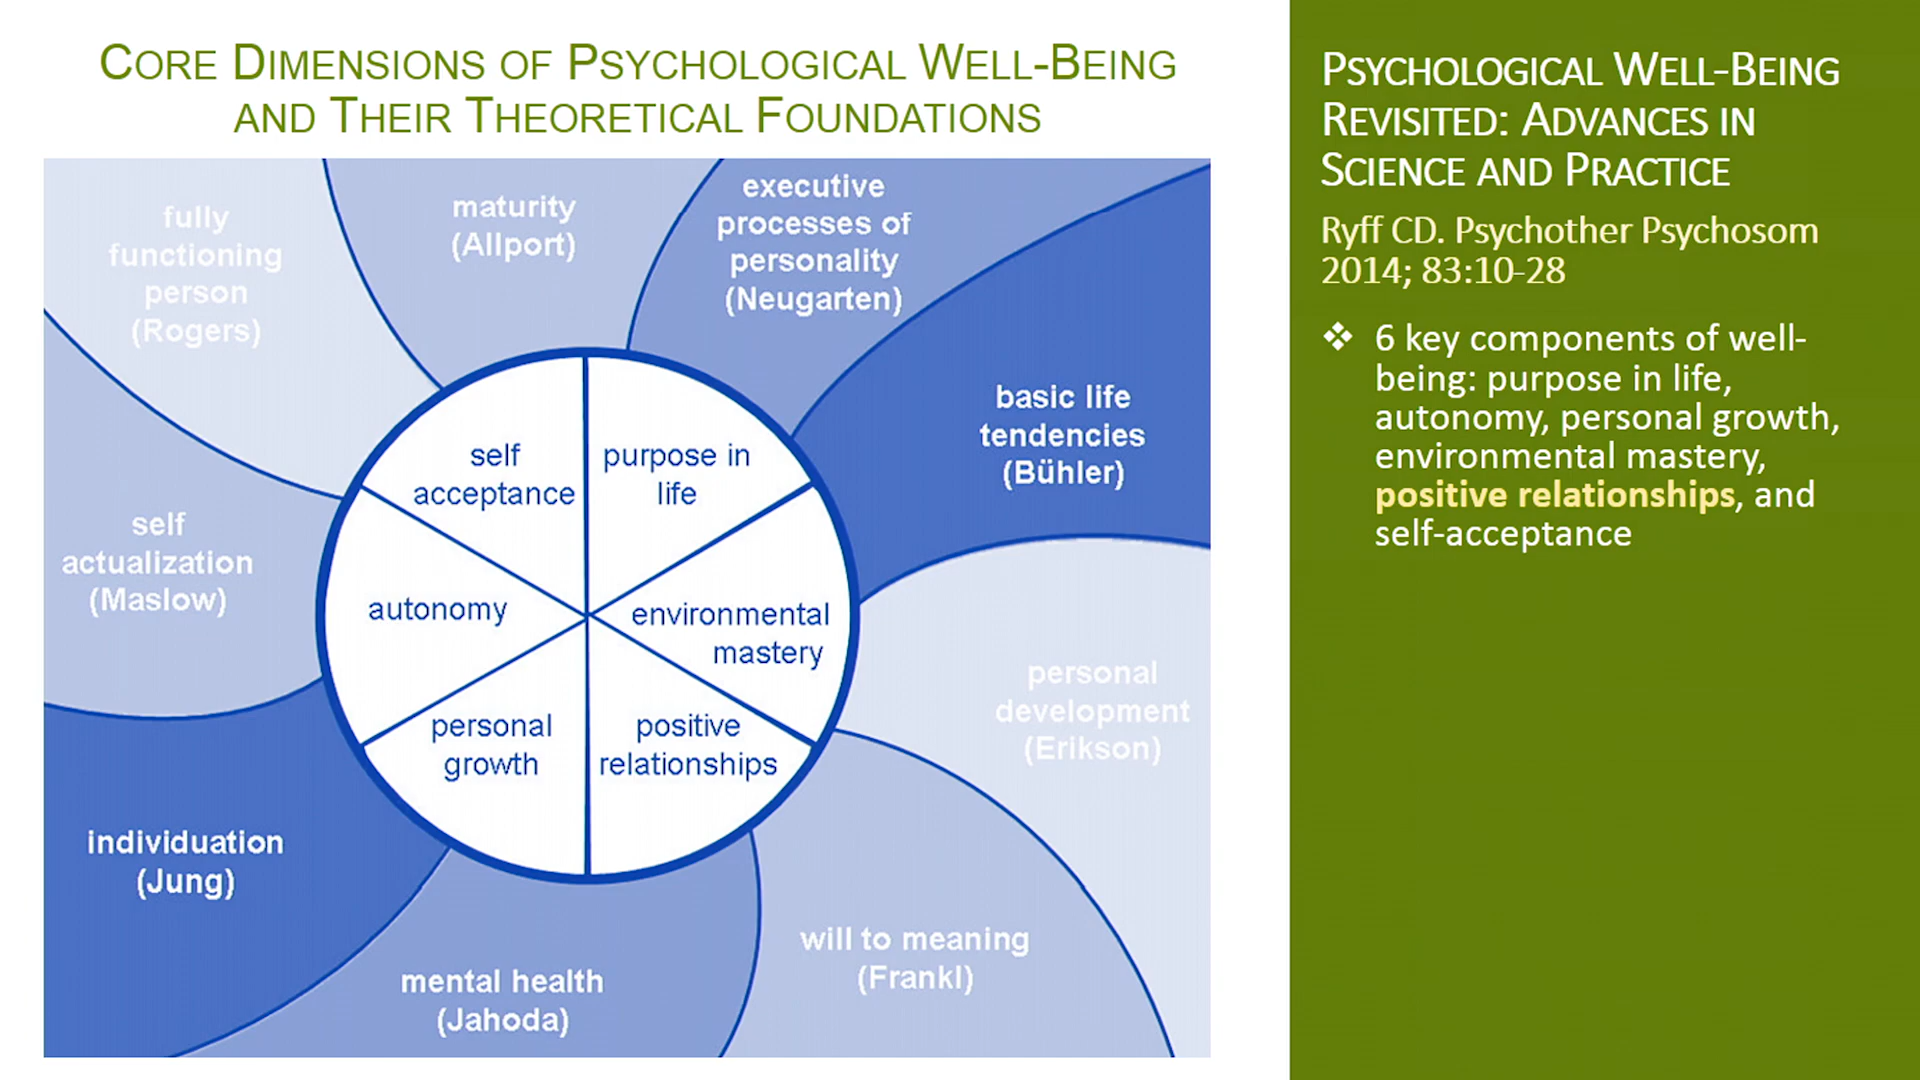 Core Dimensions of Psychological Well-Being
and Their Theoretical Foundations
fully
functioning
person
(Rogers)
maturity
(Allport)
executive
processes of
personality
(Neugarten)
basic life
tendencies
(Bühler)
personal
development
(Erikson)
will to meaning
(Frankl)
mental health
(Jahoda)
individuation
(Jung)
self
actualization
(Maslow)
self
acceptance
purpose in
life
autonomy
environmental
mastery
personal
growth
positive
relationships
Psychological Well-Being
Revisited: Advances in
Science and Practice
Ryff CD. Psychother Psychosom
2014; 83:10-28
❖ 6 key components of well-
being: purpose in life,
autonomy, personal growth,
environmental mastery,
positive relationships, and
self-acceptance